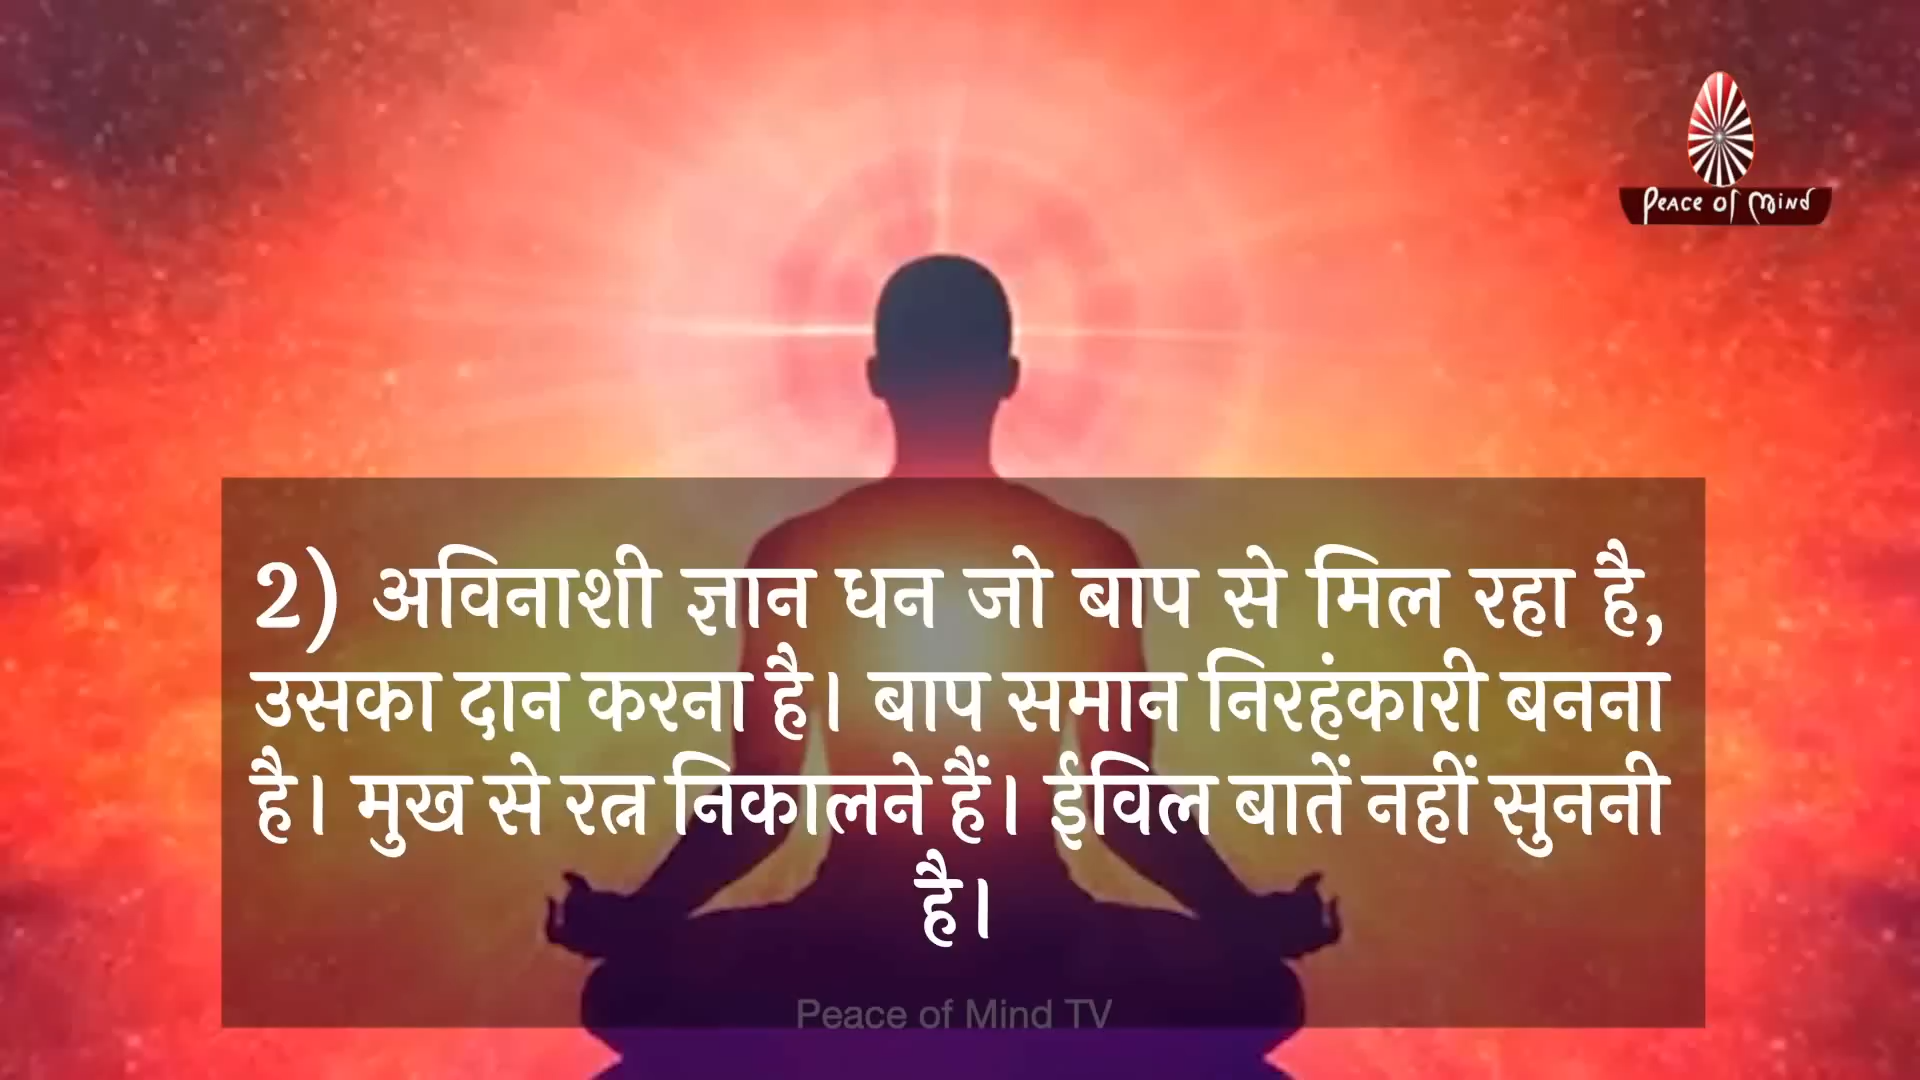 Peace of Mind
2) अविनाशी ज्ञान धन जो बाप से मिल रहा है,
उसका दान करना है। बाप समान निरहंकारी बनना
है। मुख से रत्न निकालने हैं। ईविल बातें नहीं सुननी
है।
Peace of Mind TV